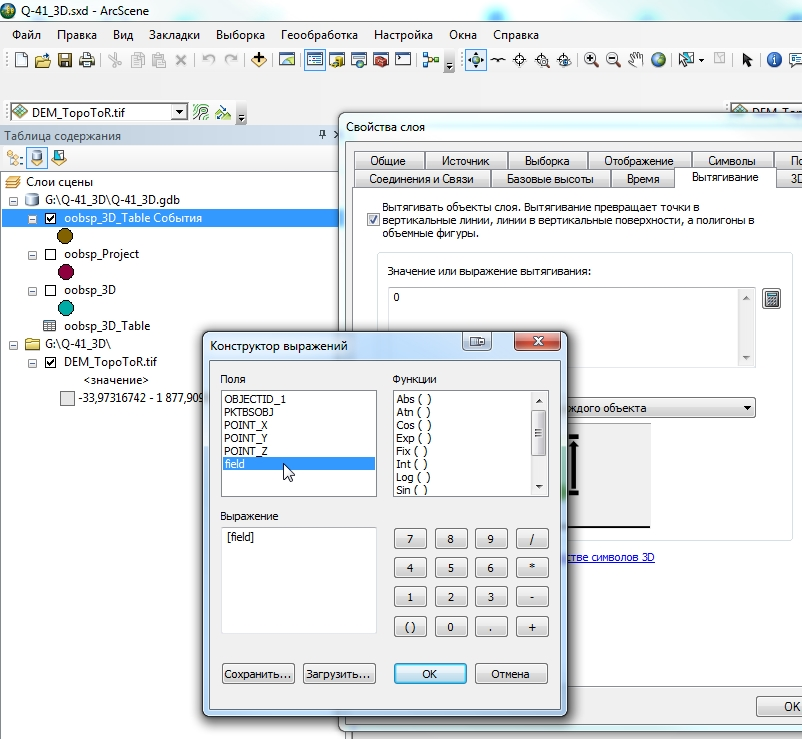 Q-41_3D.sxd - ArcScene
Файл Правка Вид Закладки Выборка Геообработка Настройка Окна Справка
DEM_TopoToR.tif
Таблица содержания
Слои сцены
G:\Q-41_3D\Q-41_3D.gdb
oobsp_3D_Table События
oobsp_Project
oobsp_3D
oobsp_3D_Table
G:\Q-41_3D\
DEM_TopoToR.tif
<значение>
-33,97316742 - 1 877,909
Свойства слоя
Общие Источник Выборка Отображение Символы
Соединения и Связи Базовые высоты Время Вытягивание 3D
Вытягивать объекты слоя. Вытягивание превращает точки в
вертикальные линии, линии в вертикальные поверхности, а полигоны в
объемные фигуры.
Значение или выражение вытягивания:
0
ждого объекта
стве символов 3D
OK
Конструктор выражений
Поля Функции
OBJECTID_1
PKTBSOBJ
POINT_X
POINT_Y
POINT_Z
field
Abs ( )
Atn ( )
Cos ( )
Exp ( )
Fix ( )
Int ( )
Log ( )
Sin ( )
Выражение
[field]
7 8 9 /
4 5 6 *
1 2 3 -
( ) 0 . +
Сохранить... Загрузить... OK Отмена